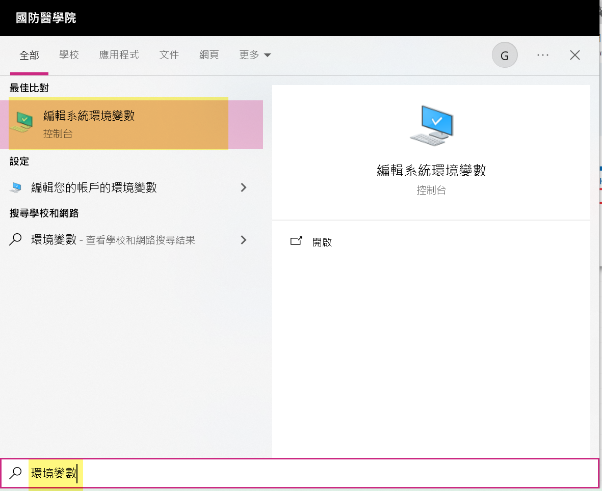 國防醫學院
全部 學校 應用程式 文件 網頁 更多 G ...
最佳比對
編輯系統環境變數
控制台
設定
編輯您的帳戶的環境變數
搜尋學校和網路
環境變數 - 查看學校和網路搜尋結果
編輯系統環境變數
控制台
開啟
環境變數